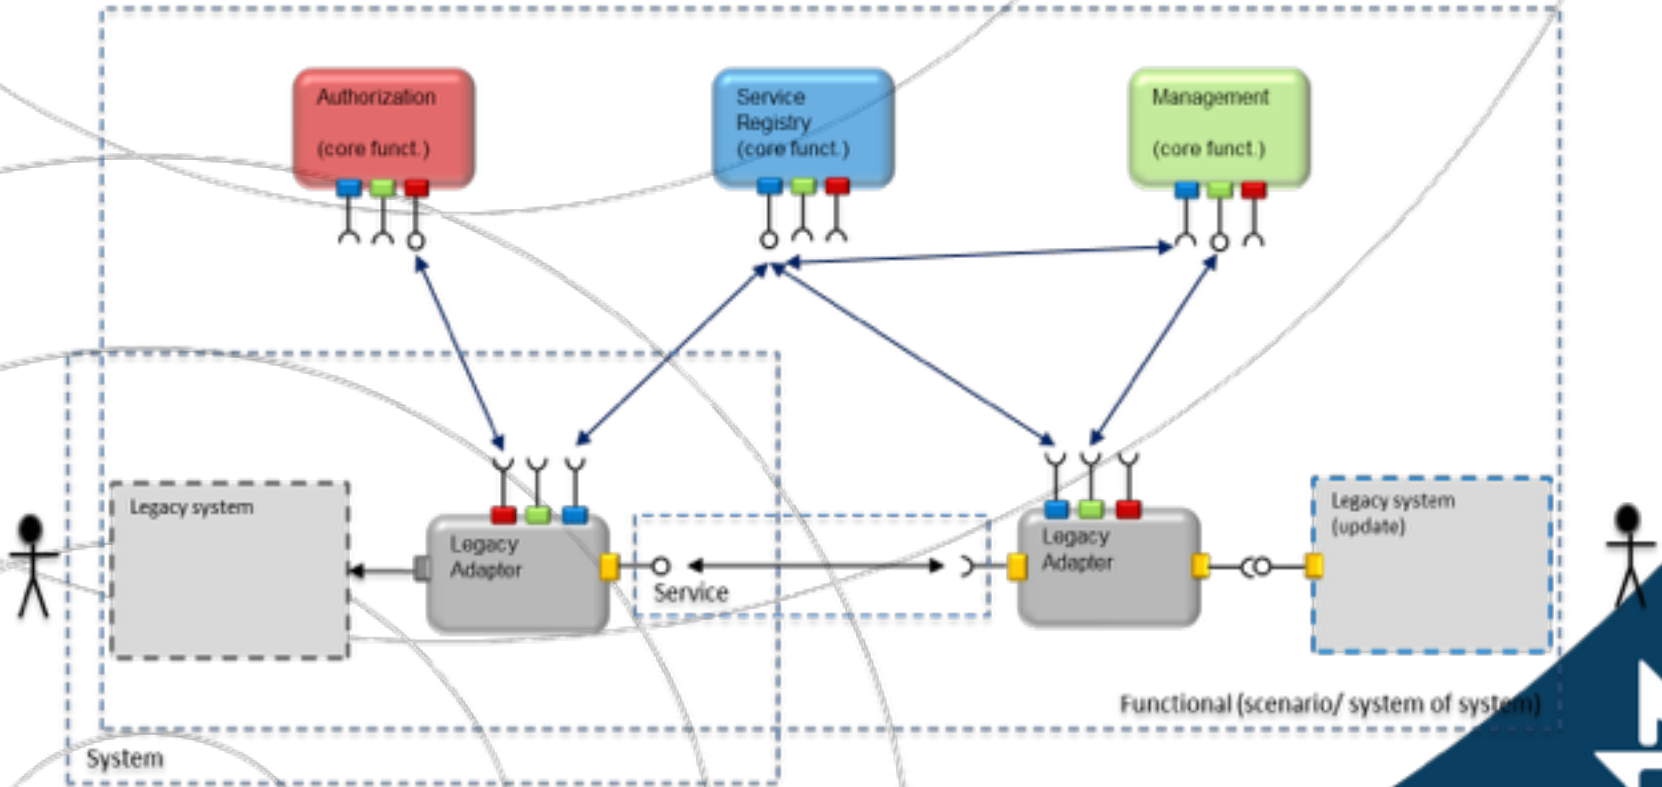 Authorization
(core funct.)
Service
Registry
(core funct.)
Management
(core funct.)
Legacy system
Legacy
Adapter
Service
Legacy
Adapter
Legacy system
(update)
Functional (scenario/ system of system)
System